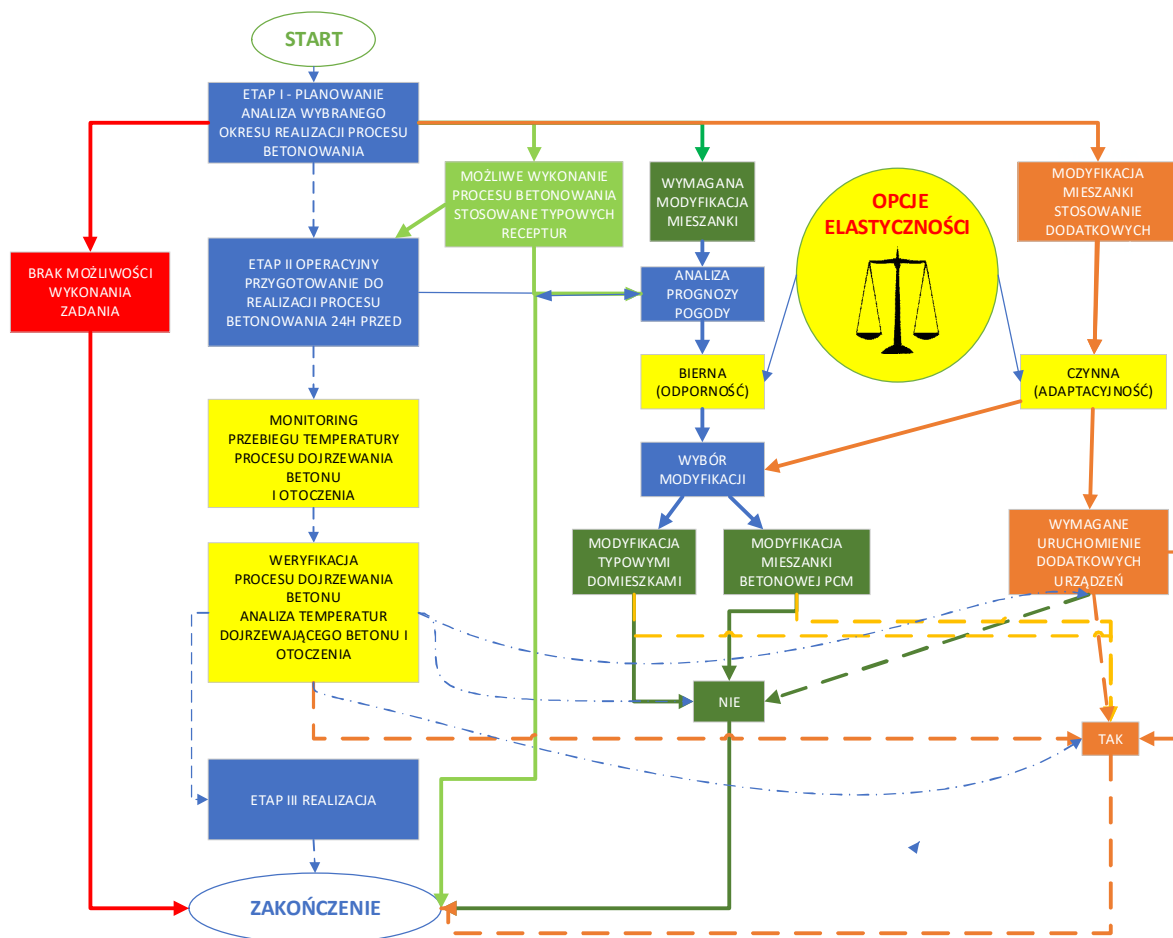 START
ETAP I - PLANOWANIE
ANALIZA WYBRANEGO
OKRESU REALIZACJI PROCESU
BETONOWANIA
MOŻLIWE WYKONANIE
PROCESU BETONOWANIA
STOSOWANE TYPOWYCH
RECEPTUR
WYMAGANA
MODYFIKACJA
MIESZANKI
OPCJE
ELASTYCZNOŚCI
MODYFIKACJA
MIESZANKI
STOSOWANIE
DODATKOWYCH
BRAK MOŻLIWOŚCI
WYKONANIA
ZADANIA
ETAP II OPERACYJNY
PRZYGOTOWANIE DO
REALIZACJI PROCESU
BETONOWANIA 24H PRZED
ANALIZA
PROGNOZY
POGODY
BIERNA
(ODPORNOŚĆ)
CZYNNA
(ADAPTACYJNOŚĆ)
MONITORING
PRZEBIEGU TEMPERATURY
PROCESU DOJRZEWANIA
BETONU
I OTOCZENIA
WYBÓR
MODYFIKACJI
WERYFIKACJA
PROCESU DOJRZEWANIA
BETONU
ANALIZA TEMPERATUR
DOJRZEWAJĄCEGO BETONU I
OTOCZENIA
MODYFIKACJA
TYPOWYMI
DOMIESZKAMI
MODYFIKACJA
MIESZANKI
BETONOWEJ PCM
WYMAGANE
URUCHOMIENIE
DODATKOWYCH
URZĄDZEŃ
NIE
TAK
ETAP III REALIZACJA
ZAKOŃCZENIE